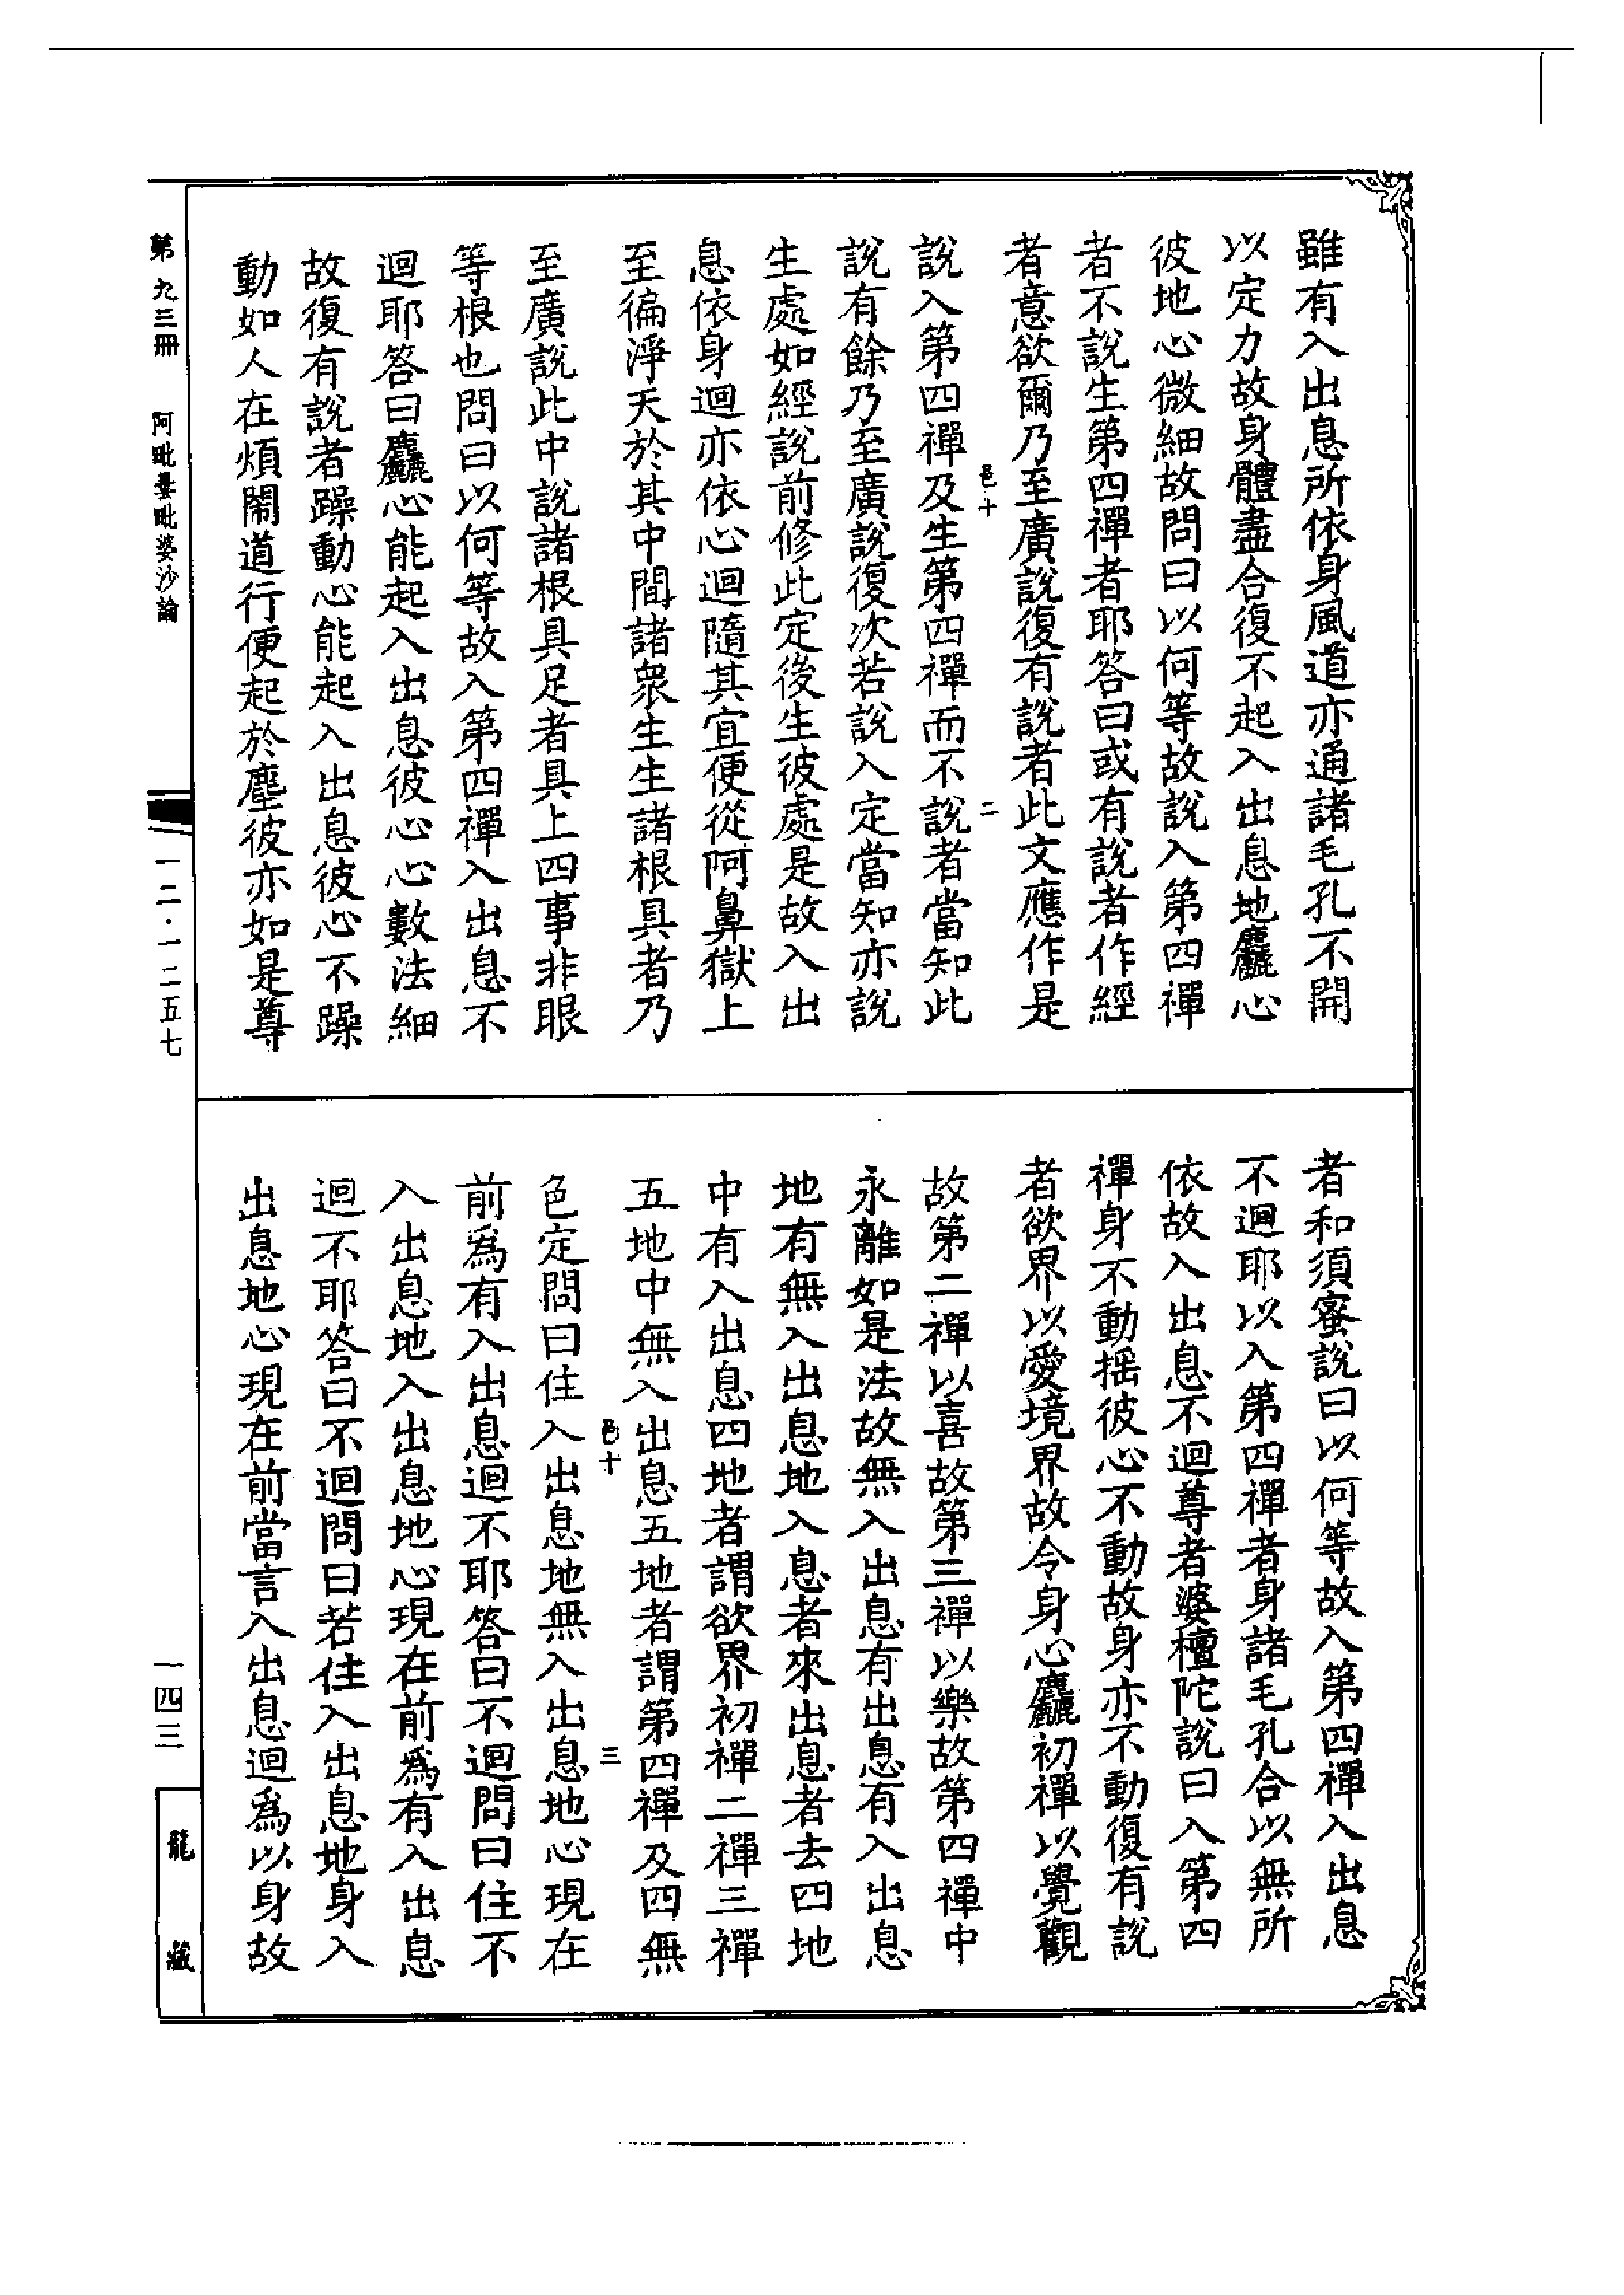 雖有入出息所依身風道亦通諸毛孔不開
以定力故身體盡合復不起入出息地麤心
彼地心微細故問曰以何等故說入第四禪
者不說生第四禪者耶答曰或有說者作經
者意欲爾乃至廣說復有說者此文應作是
說入第四禪及生第四禪而不說者當知此
說有餘乃至廣說復次若說入定當知亦說
生處如經說前修此定後生彼處是故入出
息依身迴亦依心迴隨其宜便從阿鼻獄上
至徧淨天於其中間諸衆生生諸根具者乃
至廣說此中說諸根具足者具上四事非眼
等根也問曰以何等故入第四禪入出息不
迴耶答曰麤心能起入出息彼心心數法細
故復有說者躁動心能起入出息彼心不躁
動如人在煩鬧道行便起於塵彼亦如是尊
邑十
二
者和須蜜說曰以何等故入第四禪入出息
不迴耶以入第四禪者身諸毛孔合以無所
依故入出息不迴尊者婆檀陀說曰入第四
禪身不動搖彼心不動故身亦不動復有說
者欲界以愛境界故令身心麤初禪以覺觀
故第二禪以喜故第三禪以樂故第四禪中
永離如是法故無入出息有出息有入出息
地有無入出息地入息者來出息者去四地
中有入出息四地者謂欲界初禪二禪三禪
五地中無入出息五地者謂第四禪及四無
色定問曰住入出息地無入出息地心現在
前爲有入出息迴不耶答曰不迴問曰住不
入出息地入出息地心現在前爲有入出息
迴不耶答曰不迴問曰若住入出息地身入
出息地心現在前當言入出息迴爲以身故
邑十
三
第九三冊 阿毗曇毗婆沙論
一二·一二五七
一四三
龍藏